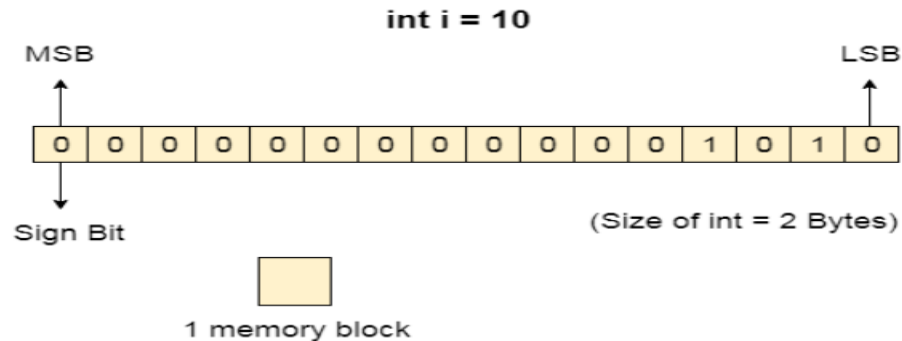 int i = 10
MSB LSB
0 0 0 0 0 0 0 0 0 0 0 0 1 0 1 0
Sign Bit (Size of int = 2 Bytes)
1 memory block